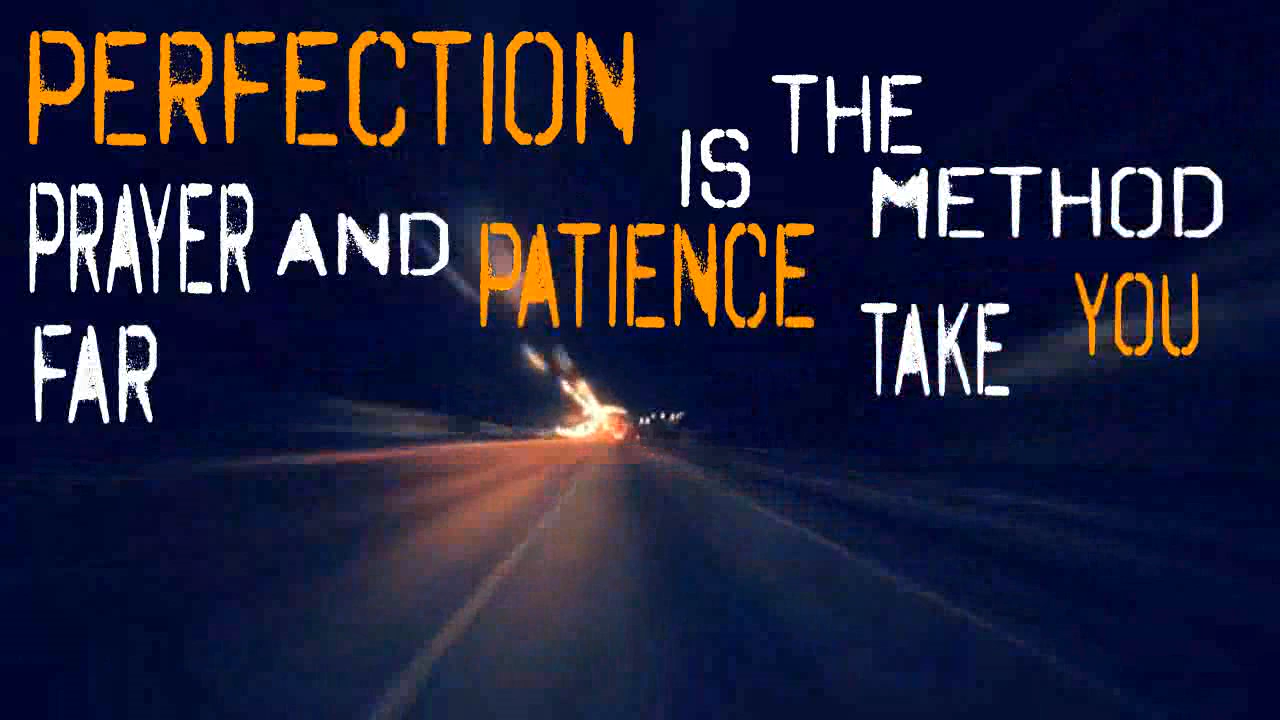 PERFECTION IS THE METHOD
PRAYER AND PATIENCE TAKE YOU
FAR